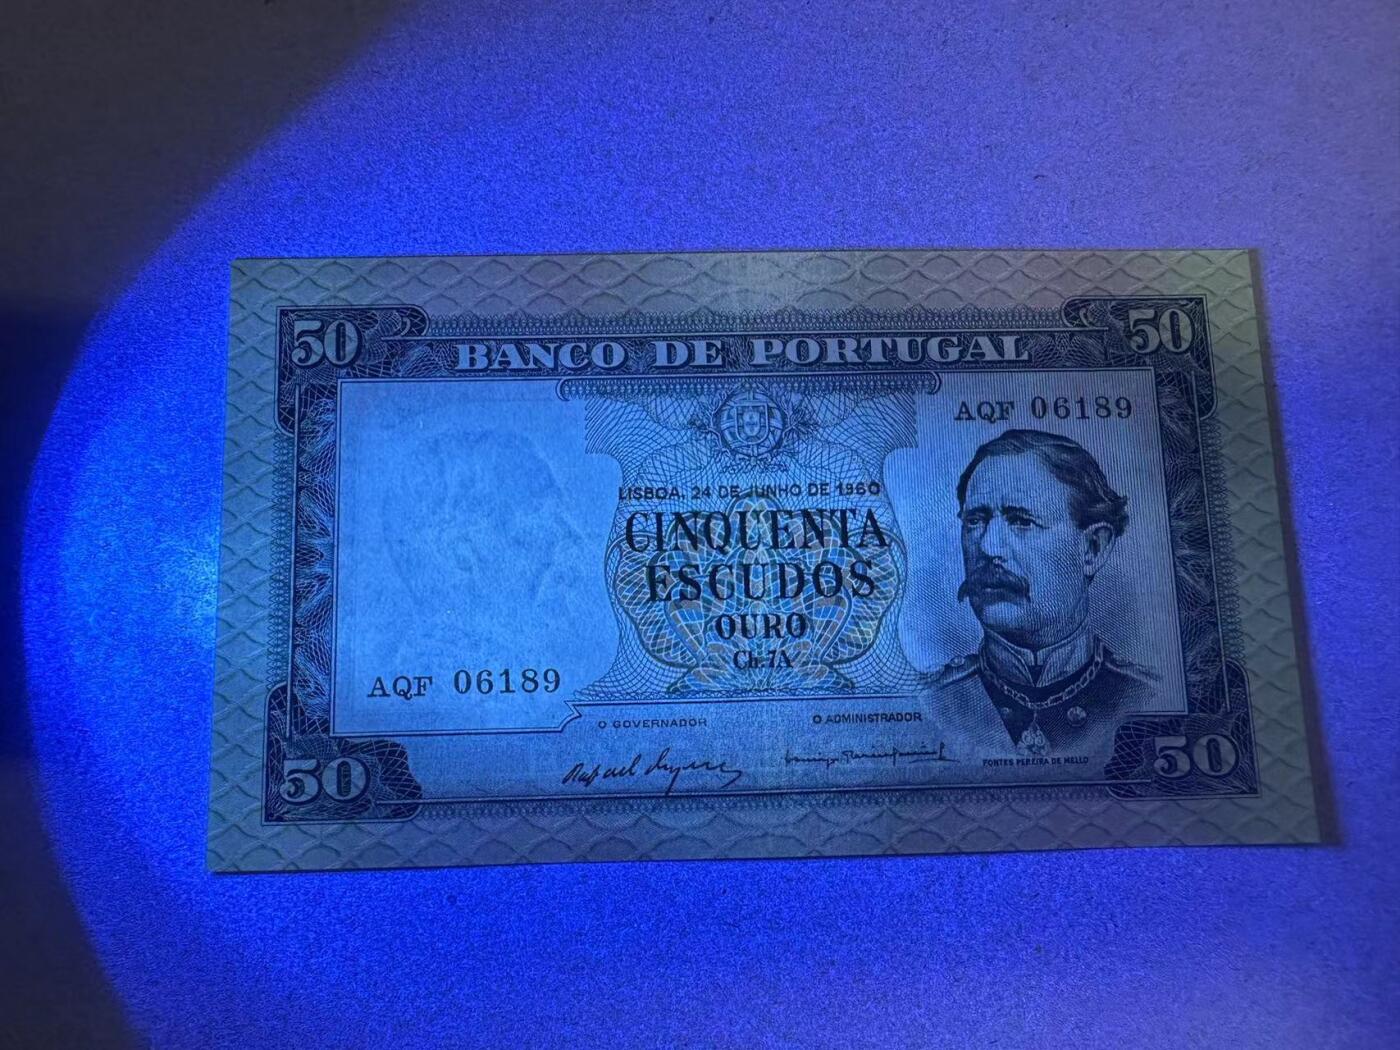 50 50
BANCO DE PORTUGAL
AQF 06189
LISBOA, 24 DE JUNHO DE 1960
CINQUENTA
ESCUDOS
OURO
Ch. 7A
AQF 06189
O GOVERNADOR O ADMINISTRADOR
FONTES PEREIRA DE MELLO
50 50